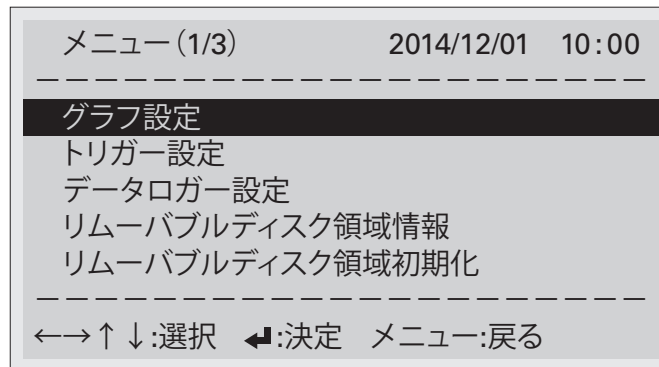 メニュー（1/3） 2014/12/01 10:00
グラフ設定
トリガー設定
データロガー設定
リムーバブルディスク領域情報
リムーバブルディスク領域初期化
←→↑↓:選択 ↵:決定 メニュー:戻る